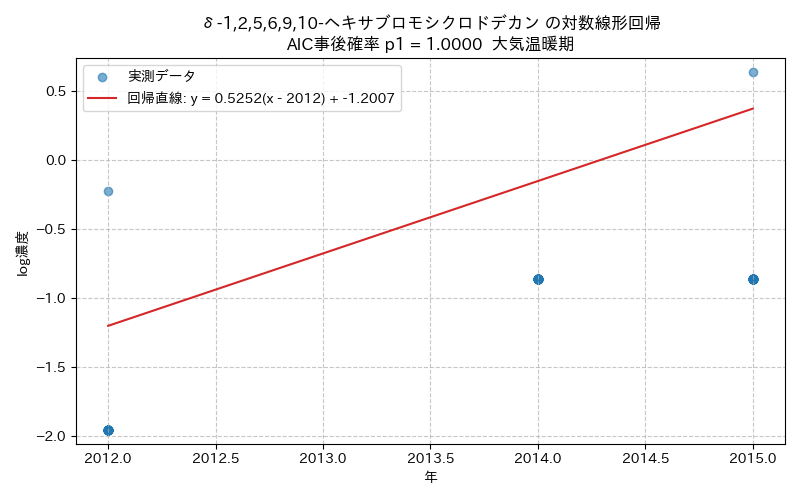 δ-1,2,5,6,9,10-ヘキサブロモシクロドデカン の対数線形回帰
AIC事後確率 p1 = 1.0000  大気温暖期
実測データ
回帰直線: y = 0.5252(x - 2012) + -1.2007
0.5
0.0
−0.5
−1.0
−1.5
−2.0
log濃度
2012.0 2012.5 2013.0 2013.5 2014.0 2014.5 2015.0
年